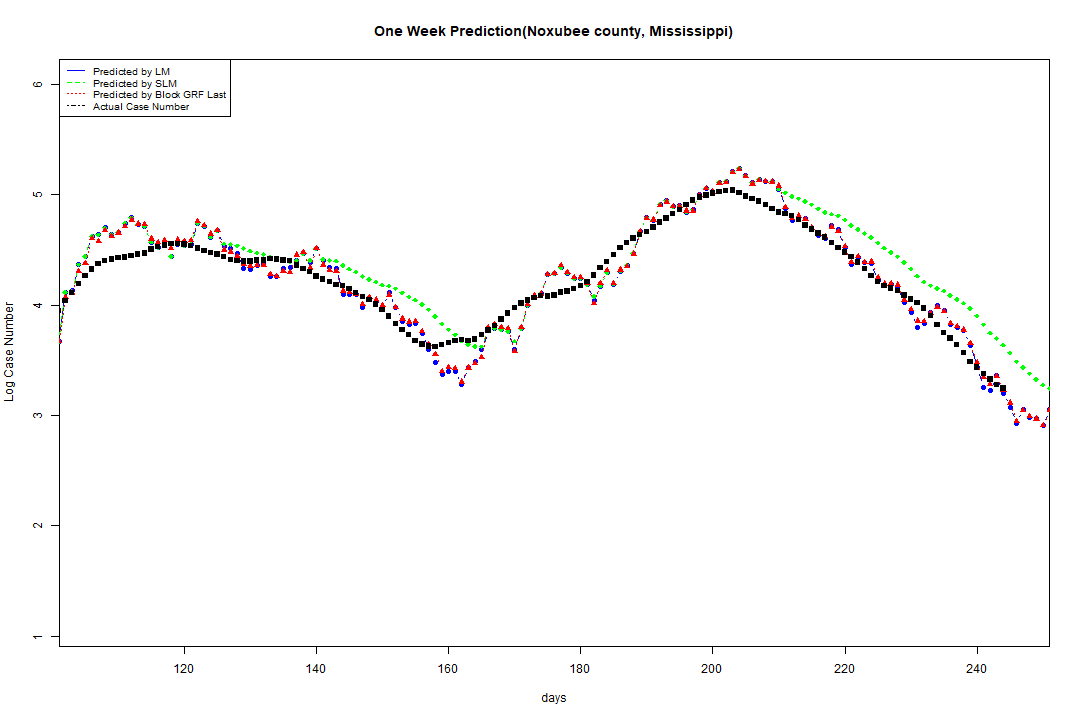 One Week Prediction(Noxubee county, Mississippi)
Predicted by LM
Predicted by SLM
Predicted by Block GRF Last
Actual Case Number
6
5
4
3
2
1
Log Case Number
120 140 160 180 200 220 240
days